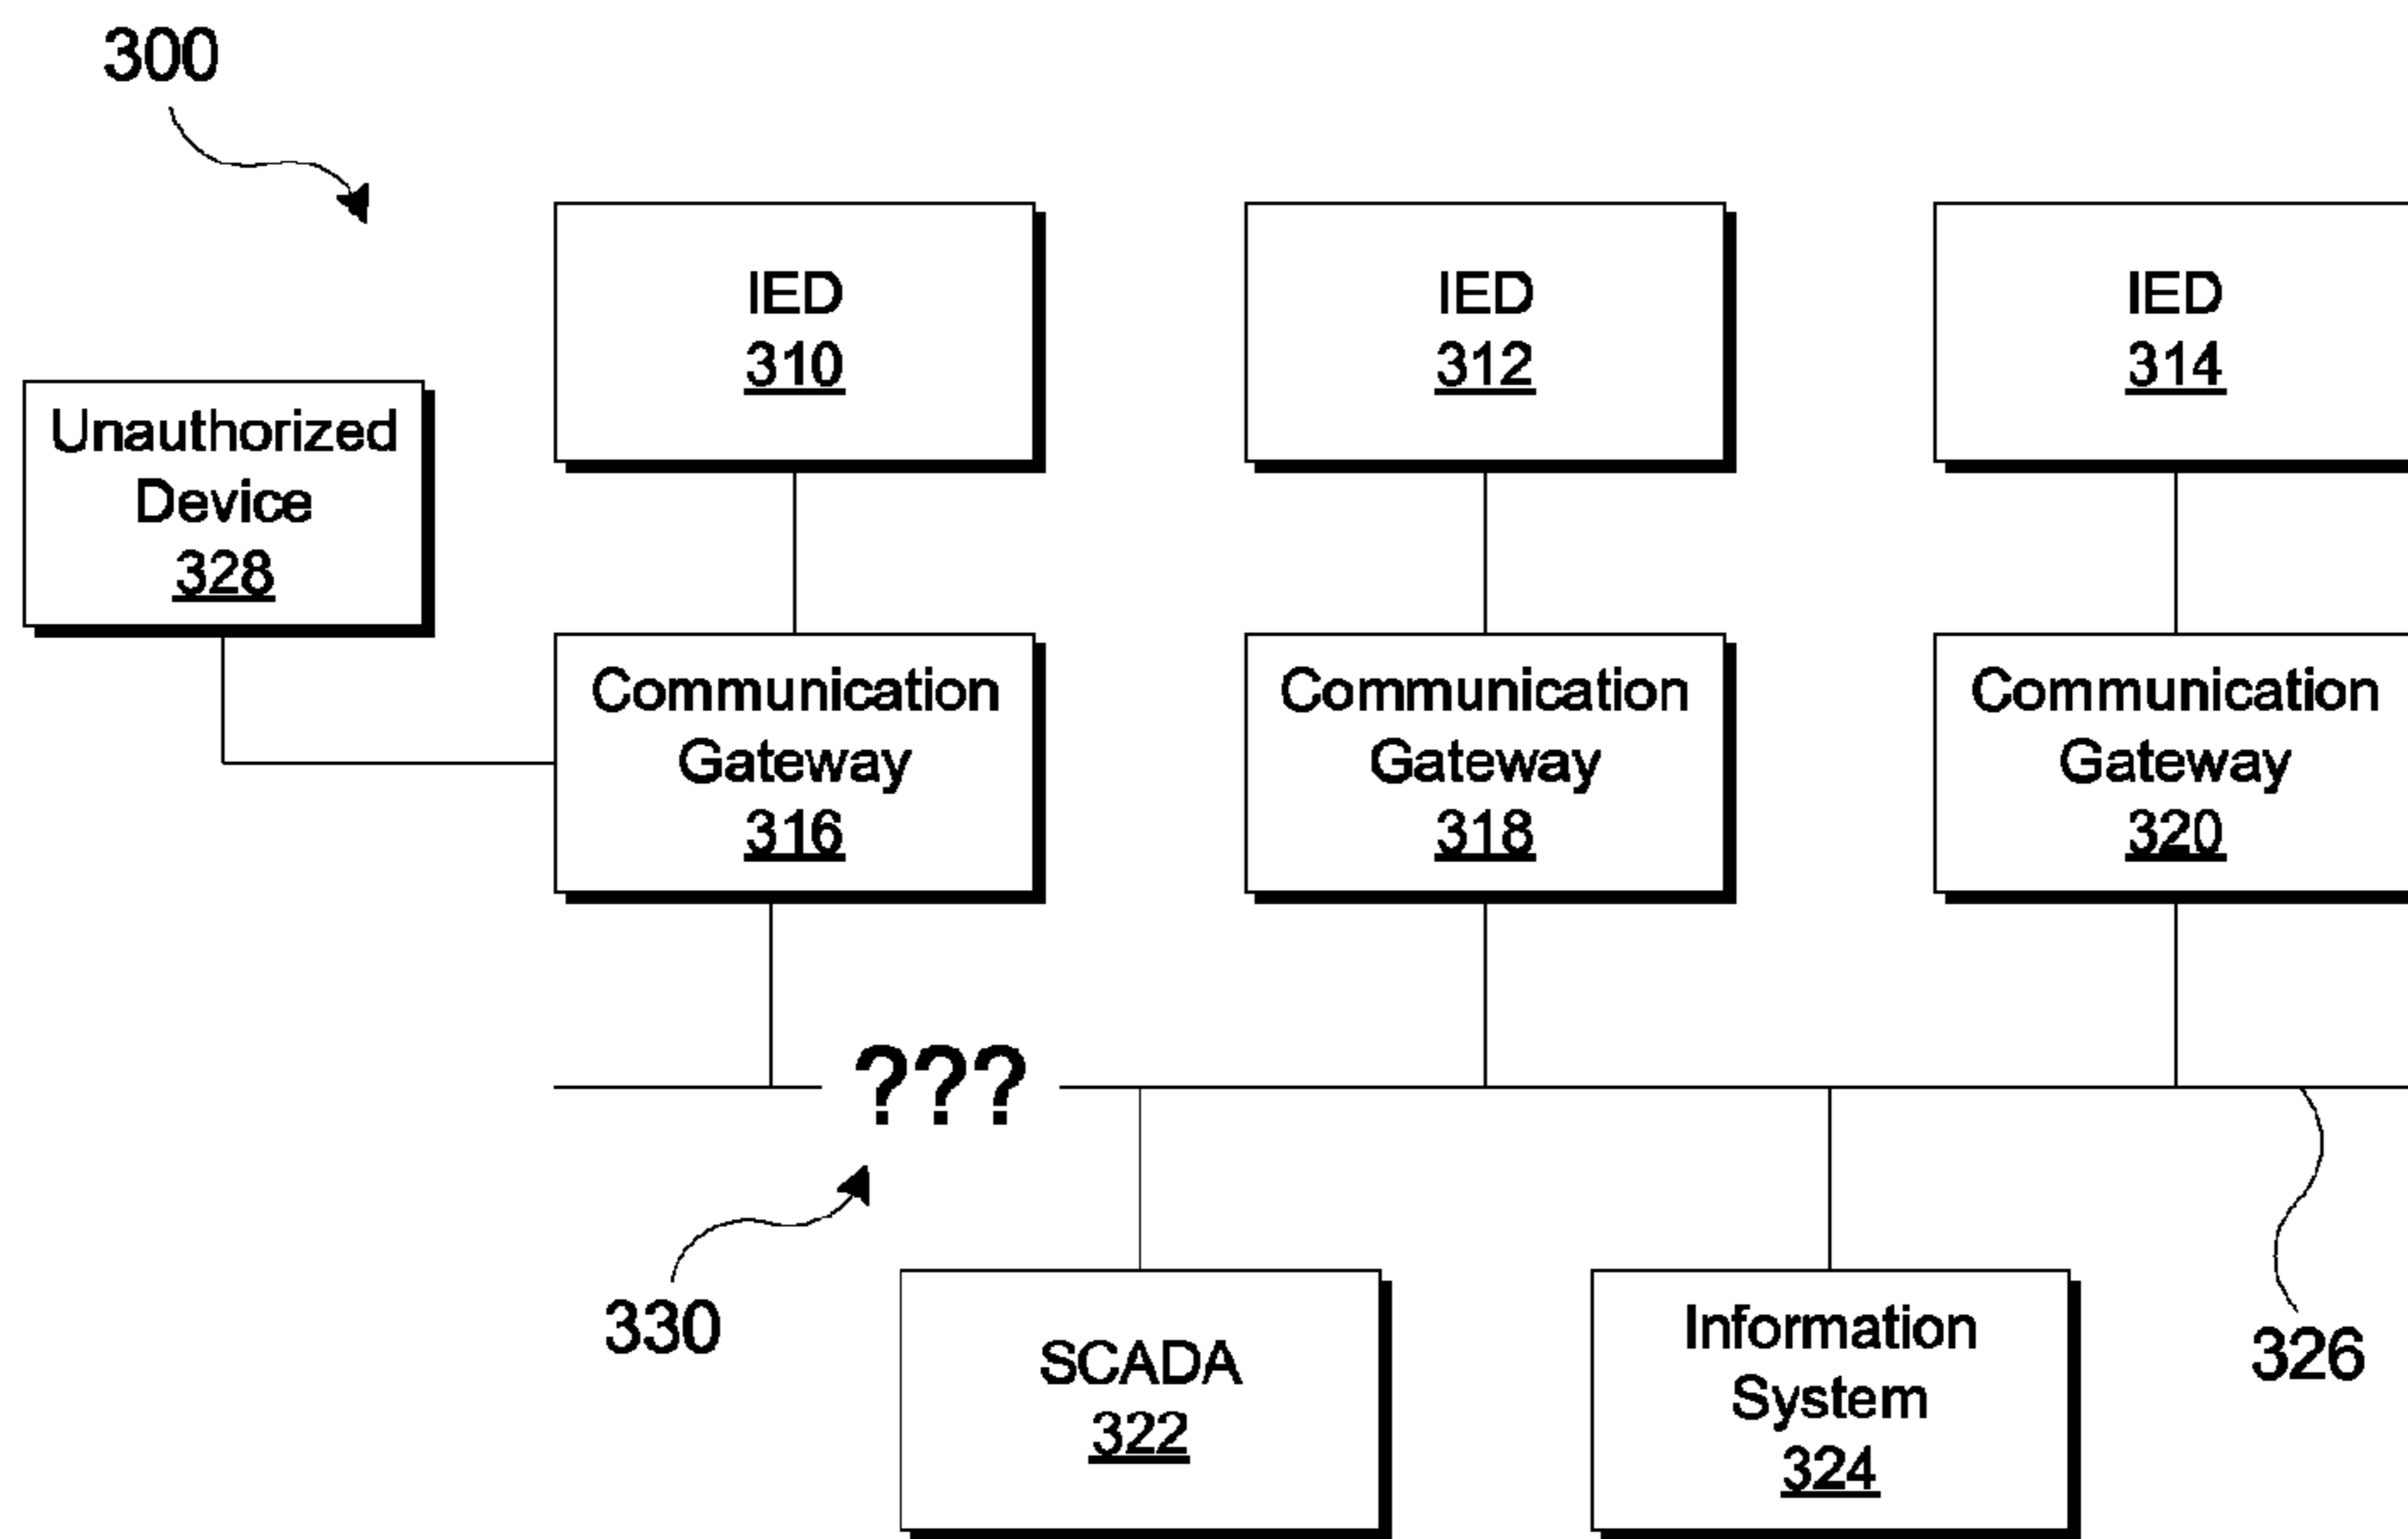 300
IED
310
IED
312
IED
314
Unauthorized
Device
328
Communication
Gateway
316
Communication
Gateway
318
Communication
Gateway
320
???
330
SCADA
322
Information
System
324
326